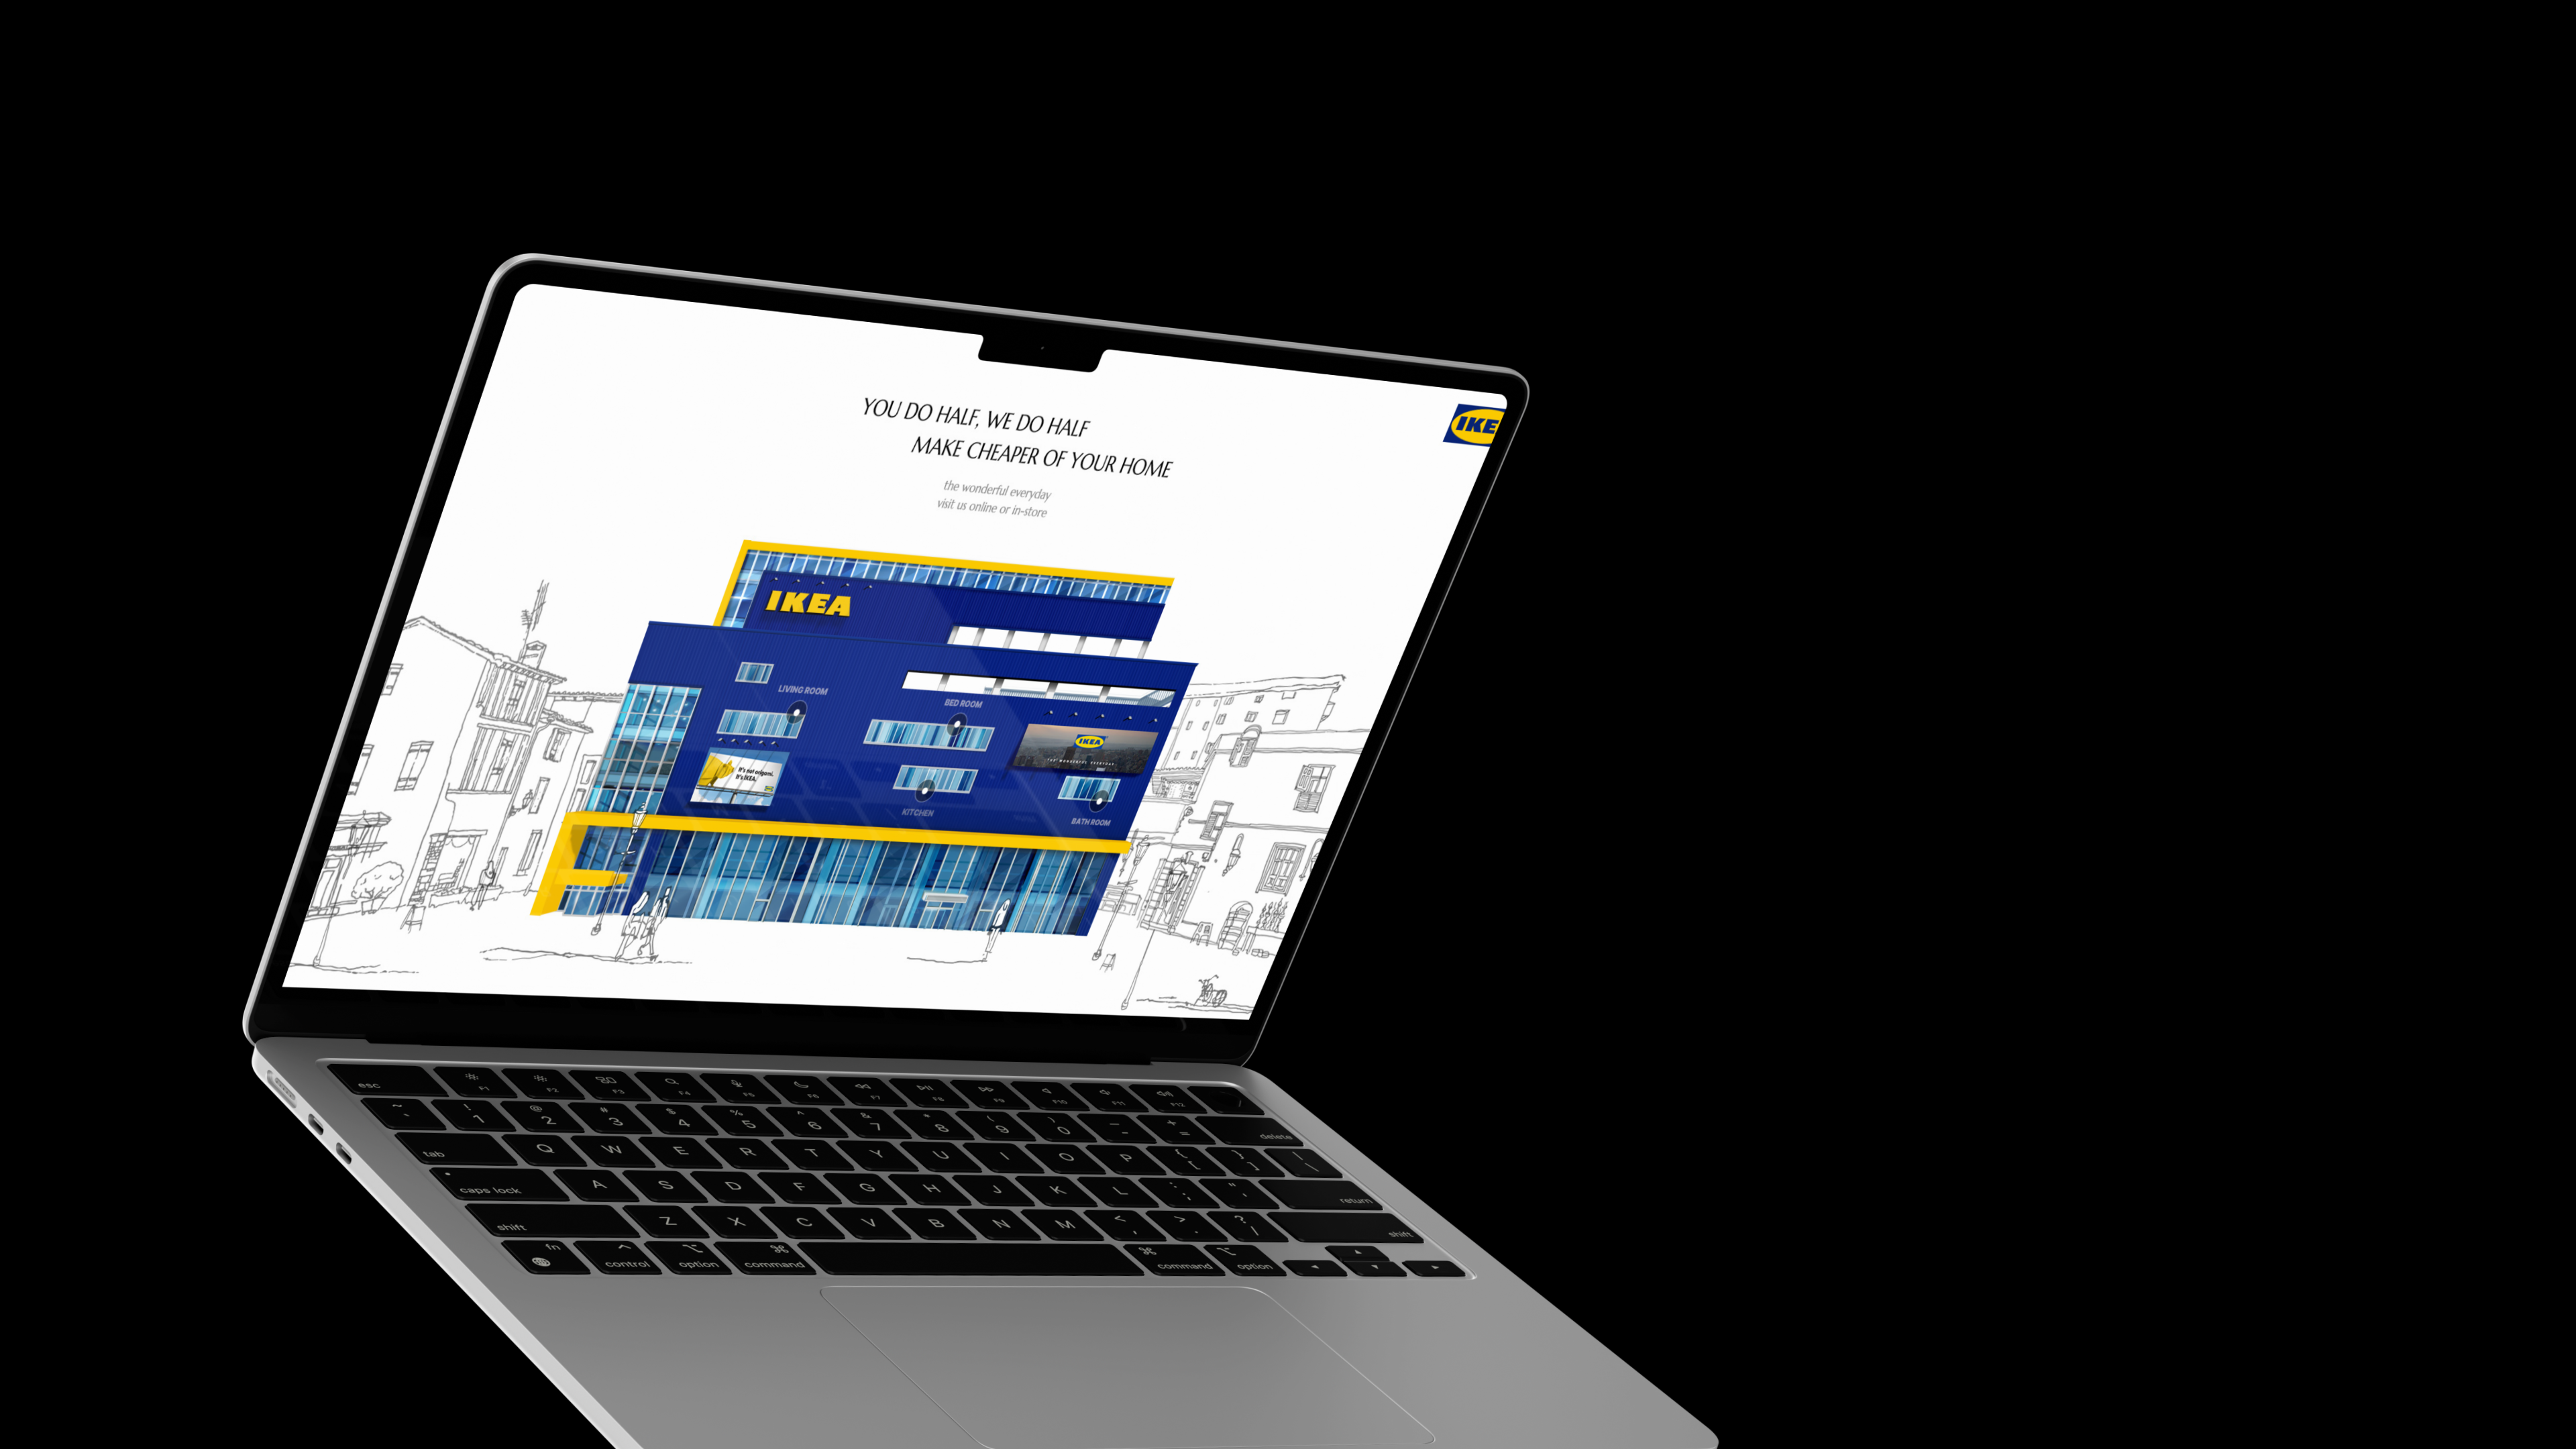 YOU DO HALF, WE DO HALF
MAKE CHEAPER OF YOUR HOME
the wonderful everyday
visit us online or in-store
IKE
IKEA
LIVING ROOM
BED ROOM
IKEA
THE WONDERFUL EVERYDAY
It's not origami.
It's IKEA.
KITCHEN
BATH ROOM
esc F1 F2 F3 F4 F5 F6 F7 F8 F9 F10 F11 F12
~ ` ! 1 @ 2 # 3 $ 4 % 5 ^ 6 & 7 * 8 ( 9 ) 0 _ - + = delete
tab Q W E R T Y U I O P { [ } ] | \
caps lock A S D F G H J K L : ; " ' return
shift Z X C V B N M < , > . ? / shift
fn control option command command option